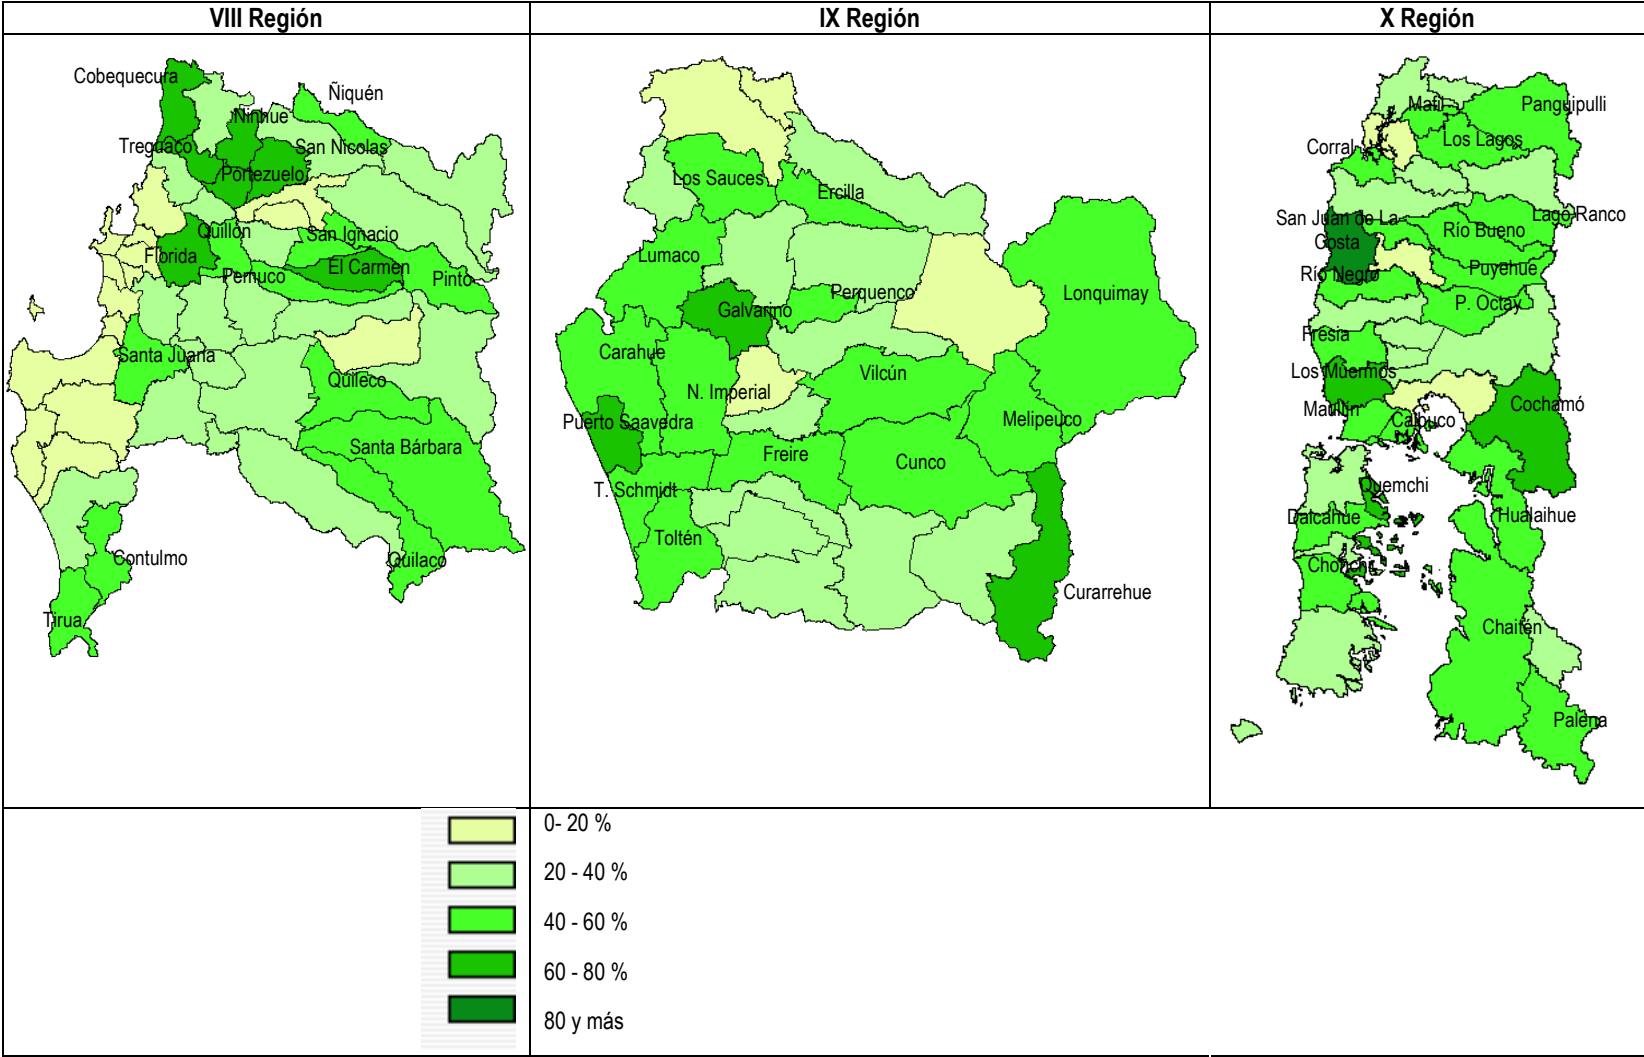 VIII Región
IX Región
X Región
Cobequecura
Ñiquén
Ninhue
Treguaco
San Nicolas
Portezuelo
Quillón
San Ignacio
Florida
El Carmen
Pemuco
Pinto
Santa Juana
Quileco
Santa Bárbara
Contulmo
Quilaco
Tirua
Los Sauces
Ercilla
Lumaco
Perquenco
Lonquimay
Galvarino
Carahue
Vilcún
N. Imperial
Puerto Saavedra
Melipeuco
Freire
Cunco
T. Schmidt
Toltén
Curarrehue
Mafil
Panguipulli
Corral
Los Lagos
San Juan de La
Costa
Lago Ranco
Río Bueno
Río Negro
Puyehue
P. Octay
Fresia
Los Muermos
Maullín
Calbuco
Cochamó
Quemchi
Dalcahue
Hualaihue
Chonchi
Chaitén
Palena
0- 20 %
20 - 40 %
40 - 60 %
60 - 80 %
80 y más